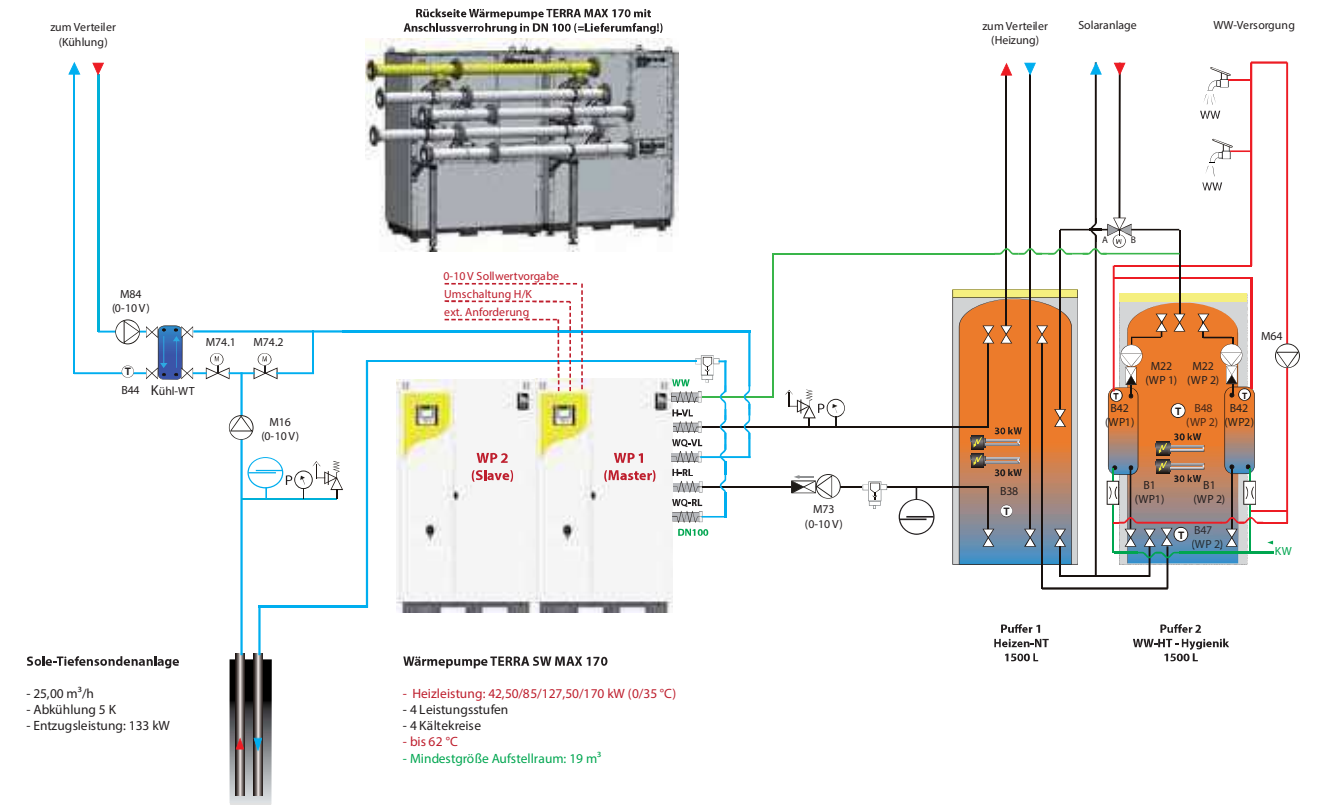 Rückseite Wärmepumpe TERRA MAX 170 mit
Anschlussverrohrung in DN 100 (=Lieferumfang!)
zum Verteiler
(Kühlung)
zum Verteiler
(Heizung)
Solaranlage
WW-Versorgung
WW
WW
A
M
B
0-10 V Sollwertvorgabe
Umschaltung H/K
ext. Anforderung
M84
(0-10 V)
M74.1
M74.2
M
M
T
B44
Kühl-WT
M16
(0-10 V)
P
WP 2
(Slave)
WP 1
(Master)
WW
H-VL
WQ-VL
H-RL
WQ-RL
DN100
P
M73
(0-10 V)
30 kW
30 kW
B38
T
M64
M22
(WP 1)
M22
(WP 2)
T
B42
(WP1)
T
B48
(WP 2)
T
B42
(WP2)
30 kW
30 kW
B1
(WP1)
B1
(WP 2)
T
B47
(WP 2)
KW
Puffer 1
Heizen-NT
1500 L
Puffer 2
WW-HT - Hygienik
1500 L
Sole-Tiefensondenanlage
- 25,00 m³/h
- Abkühlung 5 K
- Entzugsleistung: 133 kW
Wärmepumpe TERRA SW MAX 170
- Heizleistung: 42,50/85/127,50/170 kW (0/35 °C)
- 4 Leistungsstufen
- 4 Kältekreise
- bis 62 °C
- Mindestgröße Aufstellraum: 19 m³